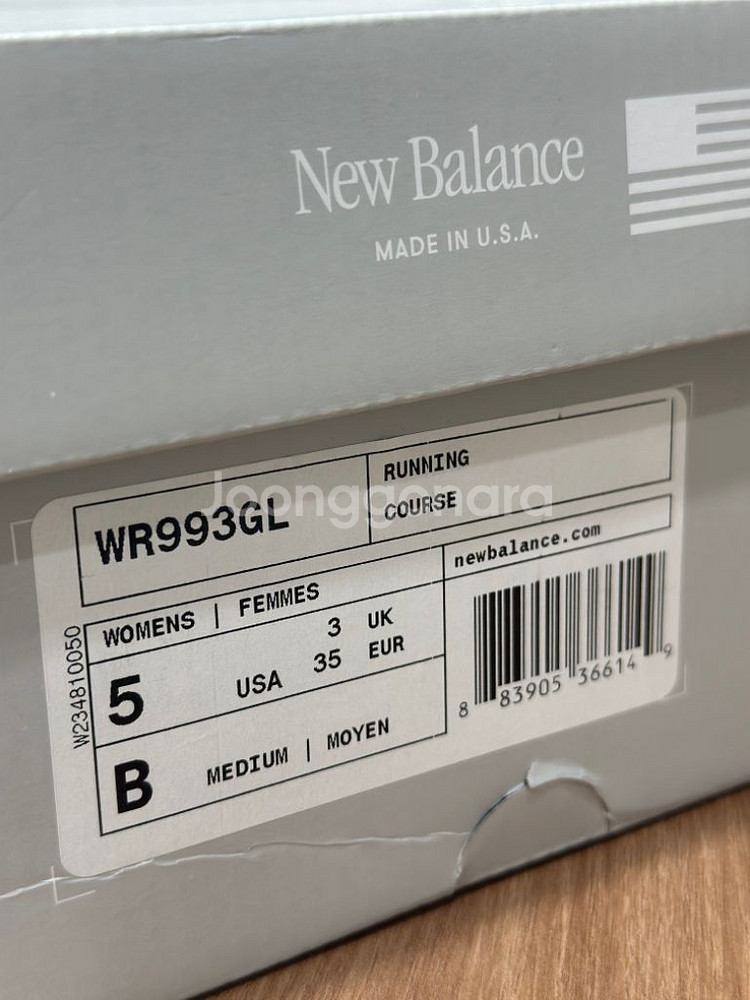 New Balance
MADE IN U.S.A.
Joonggonara
WR993GL
RUNNING
COURSE
newbalance.com
WOMENS | FEMMES
3 UK
5 USA 35 EUR
B MEDIUM | MOYEN
W234810050
8 83905 36614 9